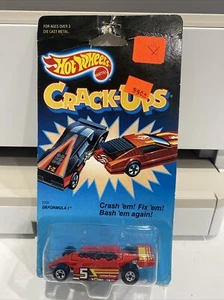 FOR AGES OVER 3
DIE CAST METAL.
Hot Wheels
CRACK-UPS
Crash 'em! Fix 'em!
Bash 'em again!
DEFORMULA I
5